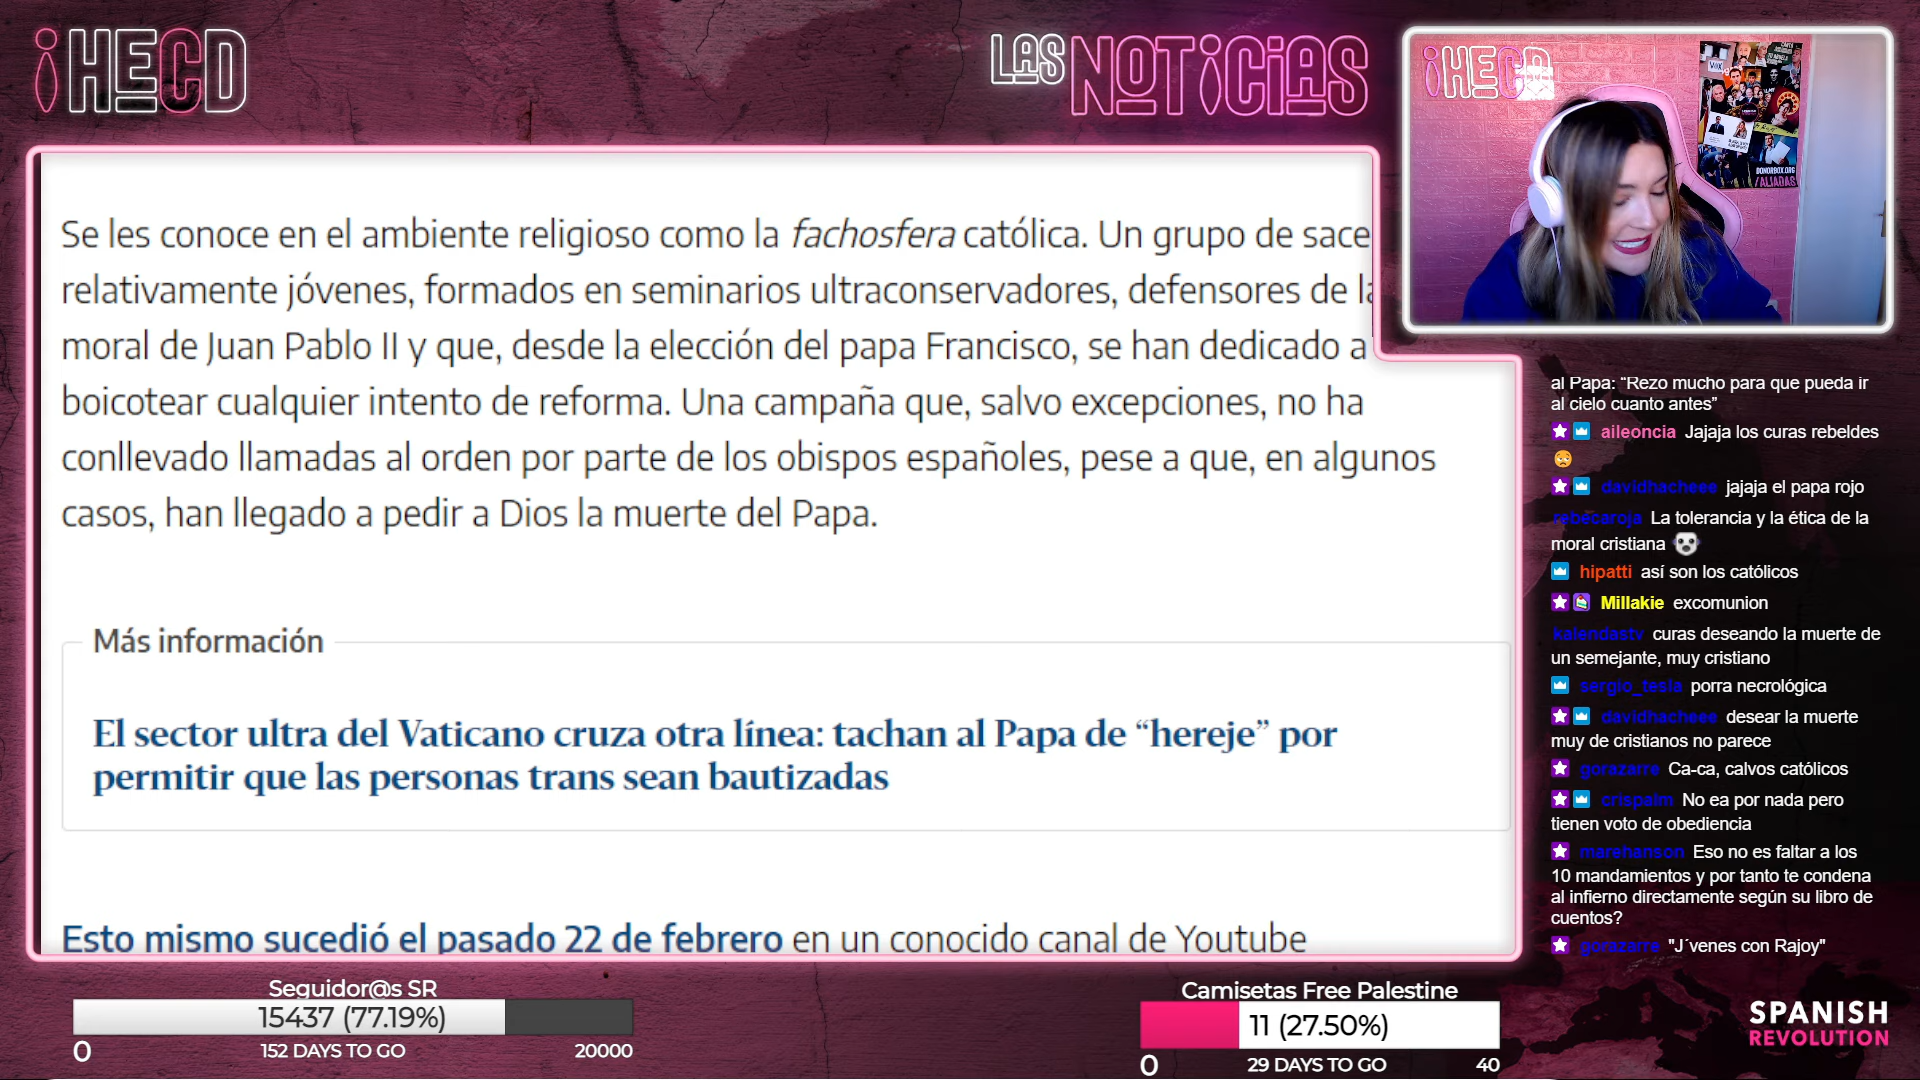 ¡HECD
LAS NOTICIAS
¡HECD
DONORBOX.ORG
/ALIADAS
Se les conoce en el ambiente religioso como la fachosfera católica. Un grupo de sace
relativamente jóvenes, formados en seminarios ultraconservadores, defensores de la
moral de Juan Pablo II y que, desde la elección del papa Francisco, se han dedicado a
boicotear cualquier intento de reforma. Una campaña que, salvo excepciones, no ha
conllevado llamadas al orden por parte de los obispos españoles, pese a que, en algunos
casos, han llegado a pedir a Dios la muerte del Papa.
Más información
El sector ultra del Vaticano cruza otra línea: tachan al Papa de “hereje” por
permitir que las personas trans sean bautizadas
Esto mismo sucedió el pasado 22 de febrero en un conocido canal de Youtube
al Papa: “Rezo mucho para que pueda ir
al cielo cuanto antes”
aileoncia Jajaja los curas rebeldes
davidhacheee jajaja el papa rojo
rebecaroja La tolerancia y la ética de la
moral cristiana
hipatti así son los católicos
Millakie excomunion
kalendastv curas deseando la muerte de
un semejante, muy cristiano
sergio_tesla porra necrológica
davidhacheee desear la muerte
muy de cristianos no parece
gorazarre Ca-ca, calvos católicos
crispalm No ea por nada pero
tienen voto de obediencia
marehanson Eso no es faltar a los
10 mandamientos y por tanto te condena
al infierno directamente según su libro de
cuentos?
gorazarre "J´venes con Rajoy"
Seguidor@s SR
15437 (77.19%)
0 152 DAYS TO GO 20000
Camisetas Free Palestine
11 (27.50%)
0 29 DAYS TO GO 40
SPANISH
REVOLUTION